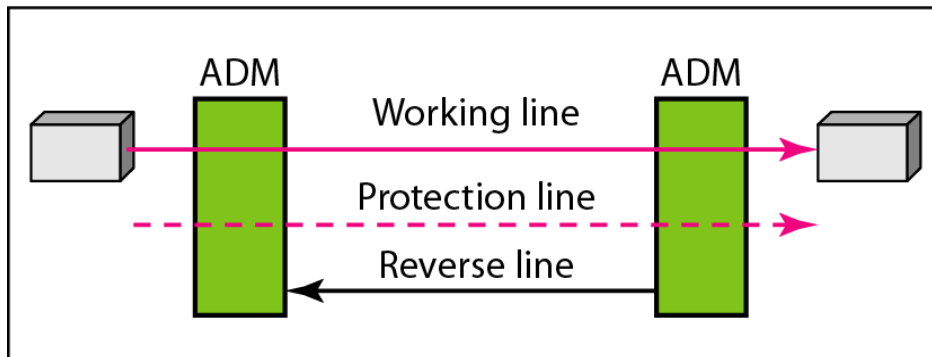 ADM ADM
Working line
Protection line
Reverse line